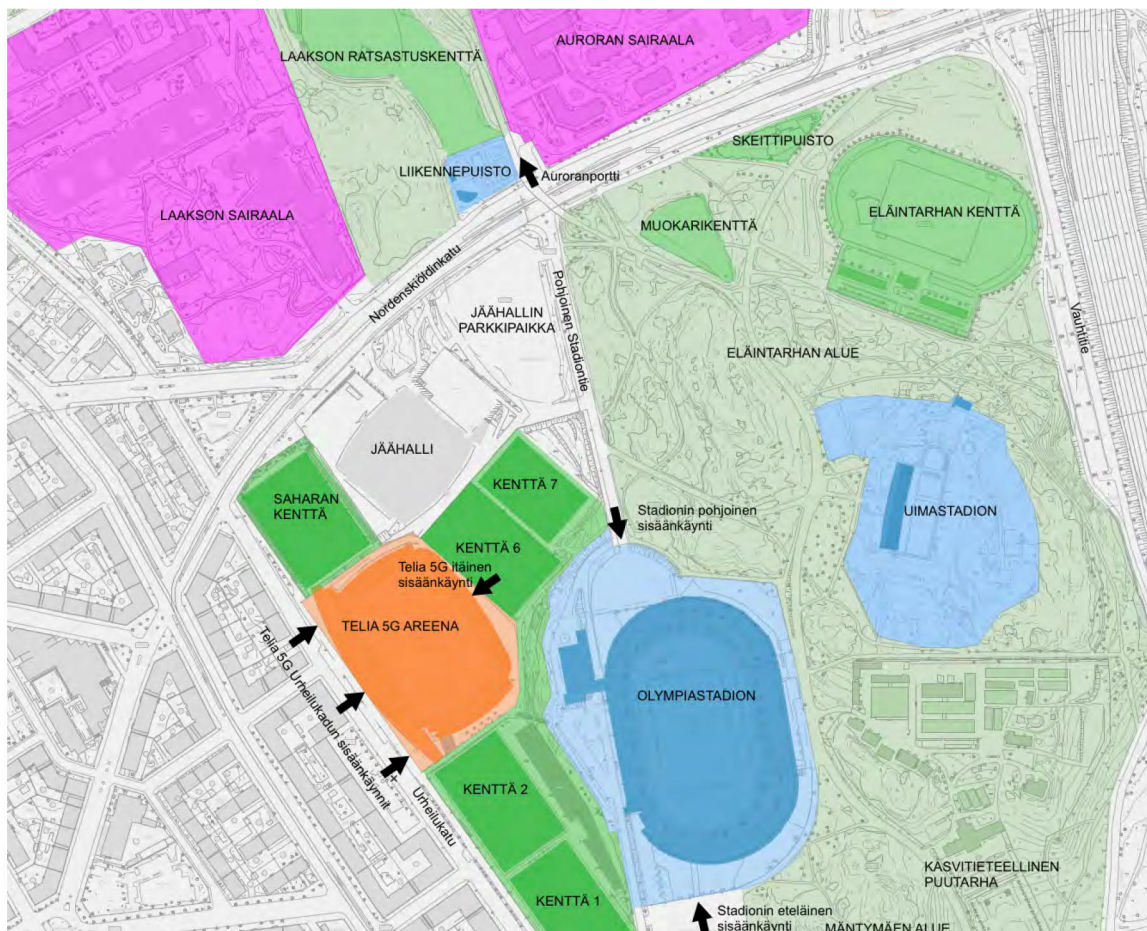 LAAKSON RATSASTUSKENTTÄ
AURORAN SAIRAALA
SKEITTIPUISTO
LIIKENNEPUISTO
Auroranportti
LAAKSON SAIRAALA
MUOKARIKENTTÄ
ELÄINTARHAN KENTTÄ
Nordenskiöldinkatu
Pohjoinen Stadiontie
Vauhtitie
JÄÄHALLIN
PARKKIPAIKKA
ELÄINTARHAN ALUE
JÄÄHALLI
SAHARAN
KENTTÄ
KENTTÄ 7
Stadionin pohjoinen
sisäänkäynti
UIMASTADION
KENTTÄ 6
Telia 5G itäinen
sisäänkäynti
TELIA 5G AREENA
Telia 5G Urheilukadun sisäänkäynnit
OLYMPIASTADION
KENTTÄ 2
Urheilukatu
KASVITIETEELLINEN
PUUTARHA
KENTTÄ 1
Stadionin eteläinen
sisäänkäynti
MÄNTYMÄEN ALUE